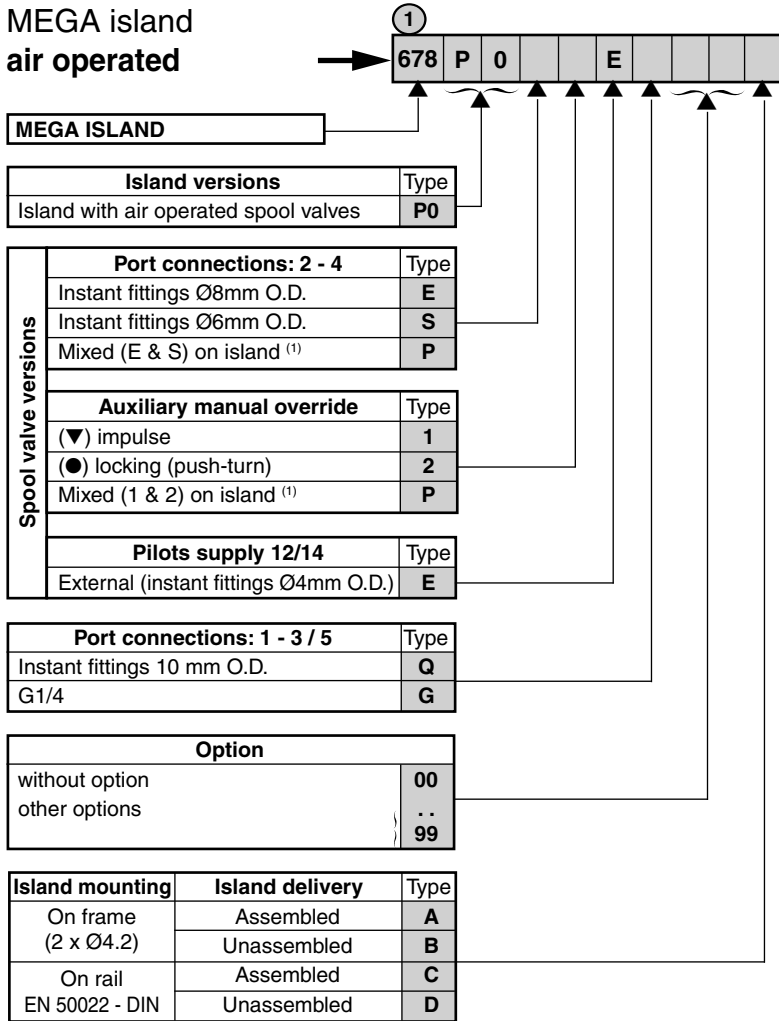 MEGA island
air operated
1
678 P 0 E
MEGA ISLAND
Island versions Type
Island with air operated spool valves P0
Spool valve versions
Port connections: 2 - 4 Type
Instant fittings Ø8mm O.D. E
Instant fittings Ø6mm O.D. S
Mixed (E & S) on island (1) P
Auxiliary manual override Type
(▼) impulse 1
(●) locking (push-turn) 2
Mixed (1 & 2) on island (1) P
Pilots supply 12/14 Type
External (instant fittings Ø4mm O.D.) E
Port connections: 1 - 3 / 5 Type
Instant fittings 10 mm O.D. Q
G1/4 G
Option
without option 00
other options . .
99
Island mounting Island delivery Type
On frame Assembled A
(2 x Ø4.2) Unassembled B
On rail Assembled C
EN 50022 - DIN Unassembled D